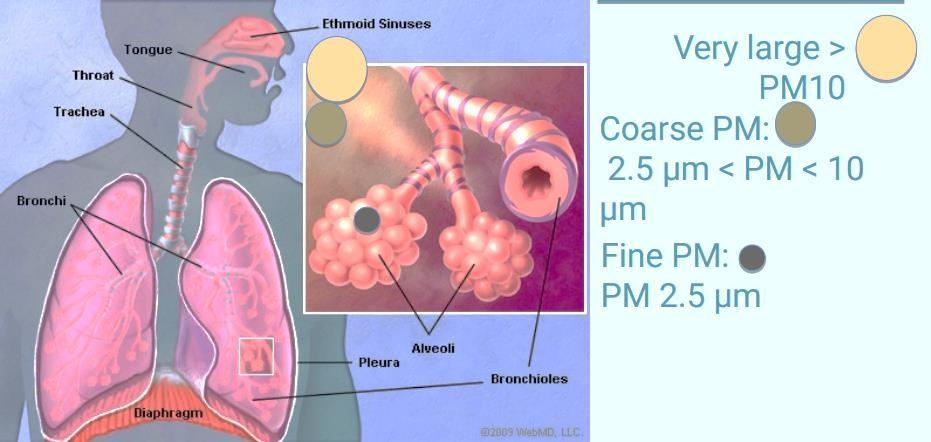 Ethmoid Sinuses
Tongue
Throat
Trachea
Bronchi
Alveoli
Pleura
Bronchioles
Diaphragm
©2009 WebMD, LLC.
Very large >
PM10
Coarse PM:
2.5 µm < PM < 10
µm
Fine PM:
PM 2.5 µm